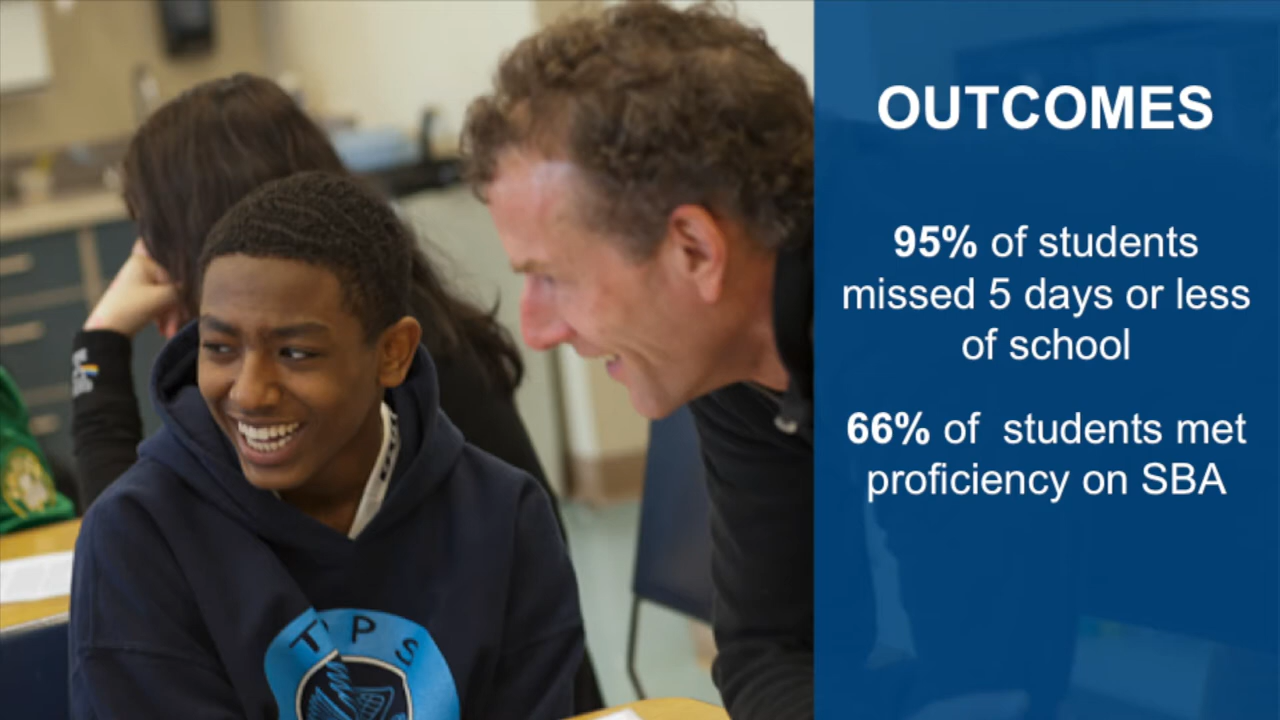 OUTCOMES
95% of students
missed 5 days or less
of school
66% of  students met
proficiency on SBA
TPS